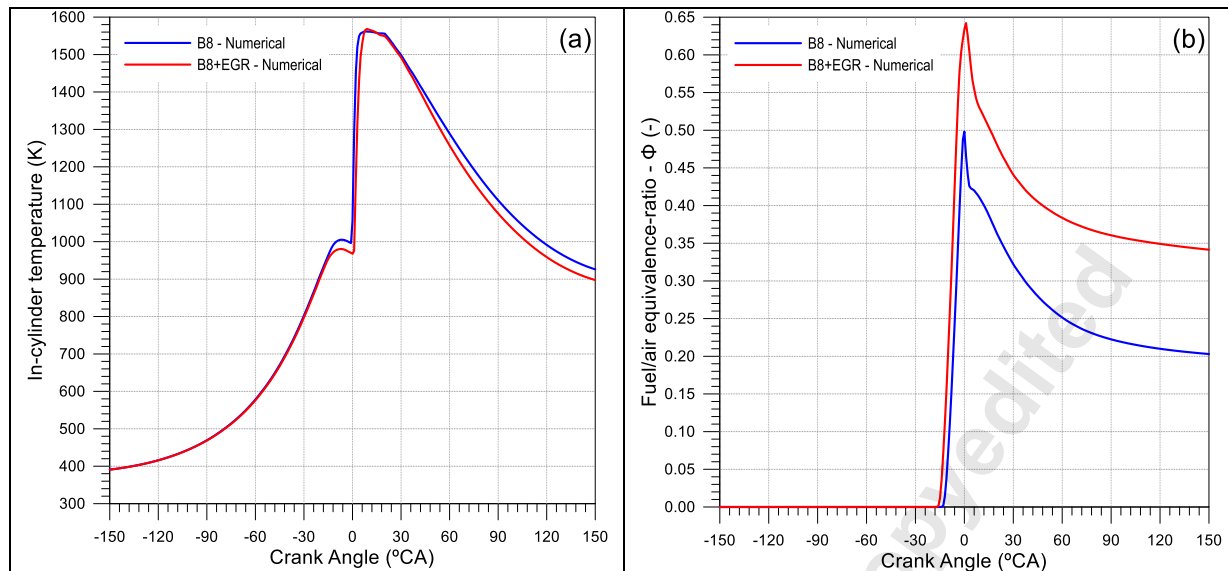 (a)
B8 - Numerical
B8+EGR - Numerical
In-cylinder temperature (K)
1600
1500
1400
1300
1200
1100
1000
900
800
700
600
500
400
300
-150 -120 -90 -60 -30 0 30 60 90 120 150
Crank Angle (ºCA)
(b)
B8 - Numerical
B8+EGR - Numerical
Fuel/air equivalence-ratio - Φ (-)
0.65
0.60
0.55
0.50
0.45
0.40
0.35
0.30
0.25
0.20
0.15
0.10
0.05
0.00
-150 -120 -90 -60 -30 0 30 60 90 120 150
Crank Angle (ºCA)
opyedited